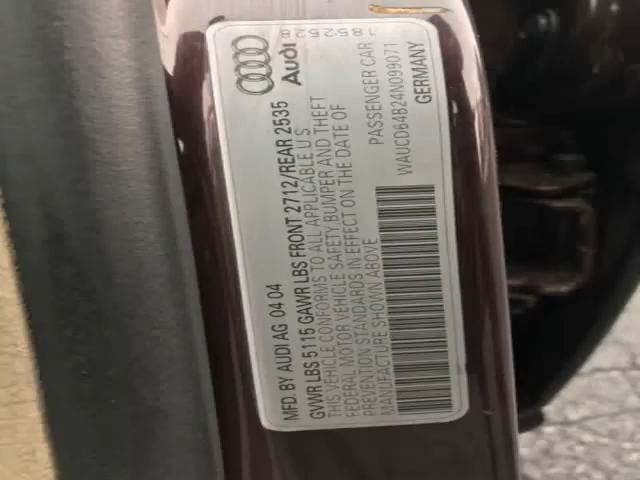 185258
Audi
MFD. BY AUDI AG 04 04
GVWR LBS 5115 GAWR LBS FRONT 2712/REAR 2535
THIS VEHICLE CONFORMS TO ALL APPLICABLE U S
FEDERAL MOTOR VEHICLE SAFETY BUMPER AND THEFT
PREVENTION STANDARDS IN EFFECT ON THE DATE OF
MANUFACTURE SHOWN ABOVE
PASSENGER CAR
WAUCD64B24N099071
GERMANY